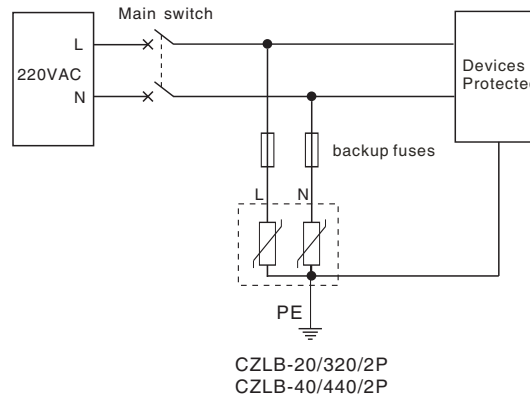 Main switch
L
220VAC
N
Devices
Protected
backup fuses
L N
PE
CZLB-20/320/2P
CZLB-40/440/2P